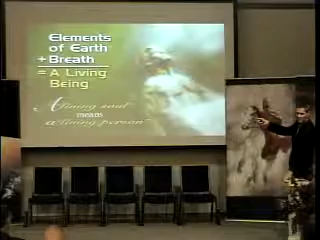 Elements
of Earth
+ Breath
= A Living
Being
A living soul
means
a living person"